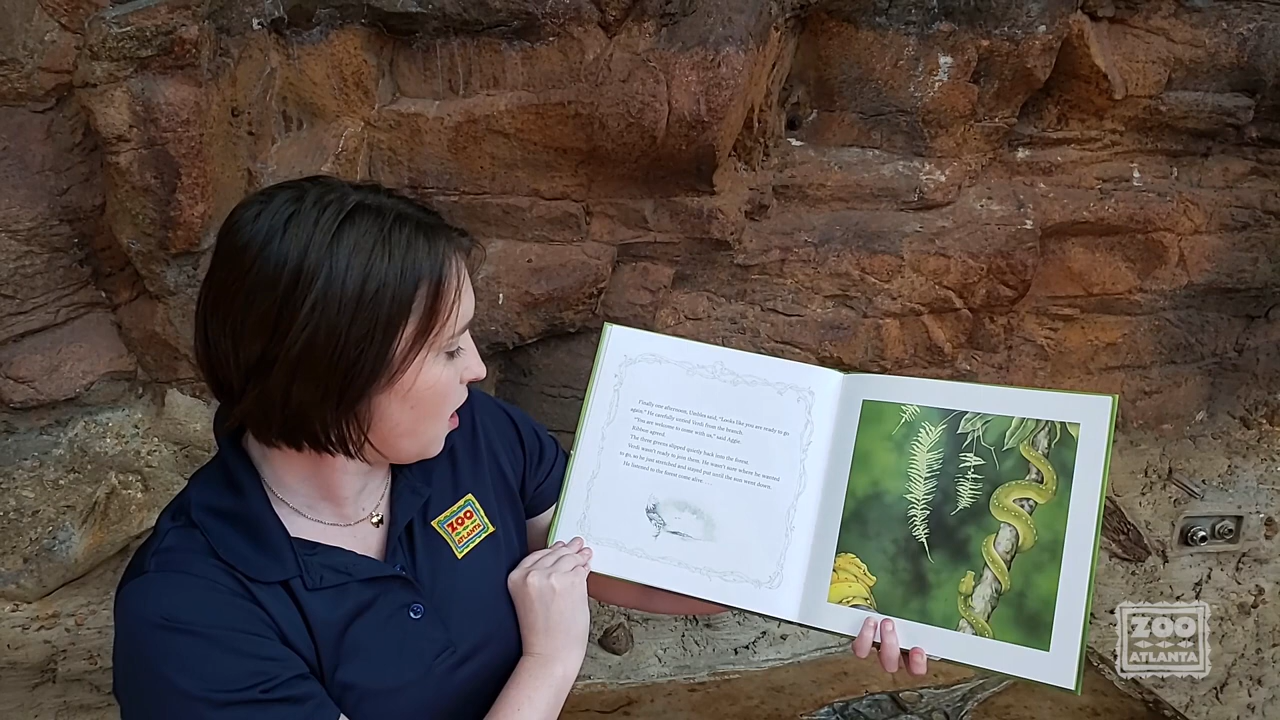 Finally one afternoon, Umbles said, "Looks like you are ready to go
again." He carefully untied Verdi from the branch.
"You are welcome to come with us," said Aggie.
Ribbon agreed.
The three greens slipped quietly back into the forest.
Verdi wasn't ready to join them. He wasn't sure where he wanted
to go, so he just stretched and stayed put until the sun went down.
He listened to the forest come alive. . . .
ZOO
ATLANTA
ZOO
ATLANTA